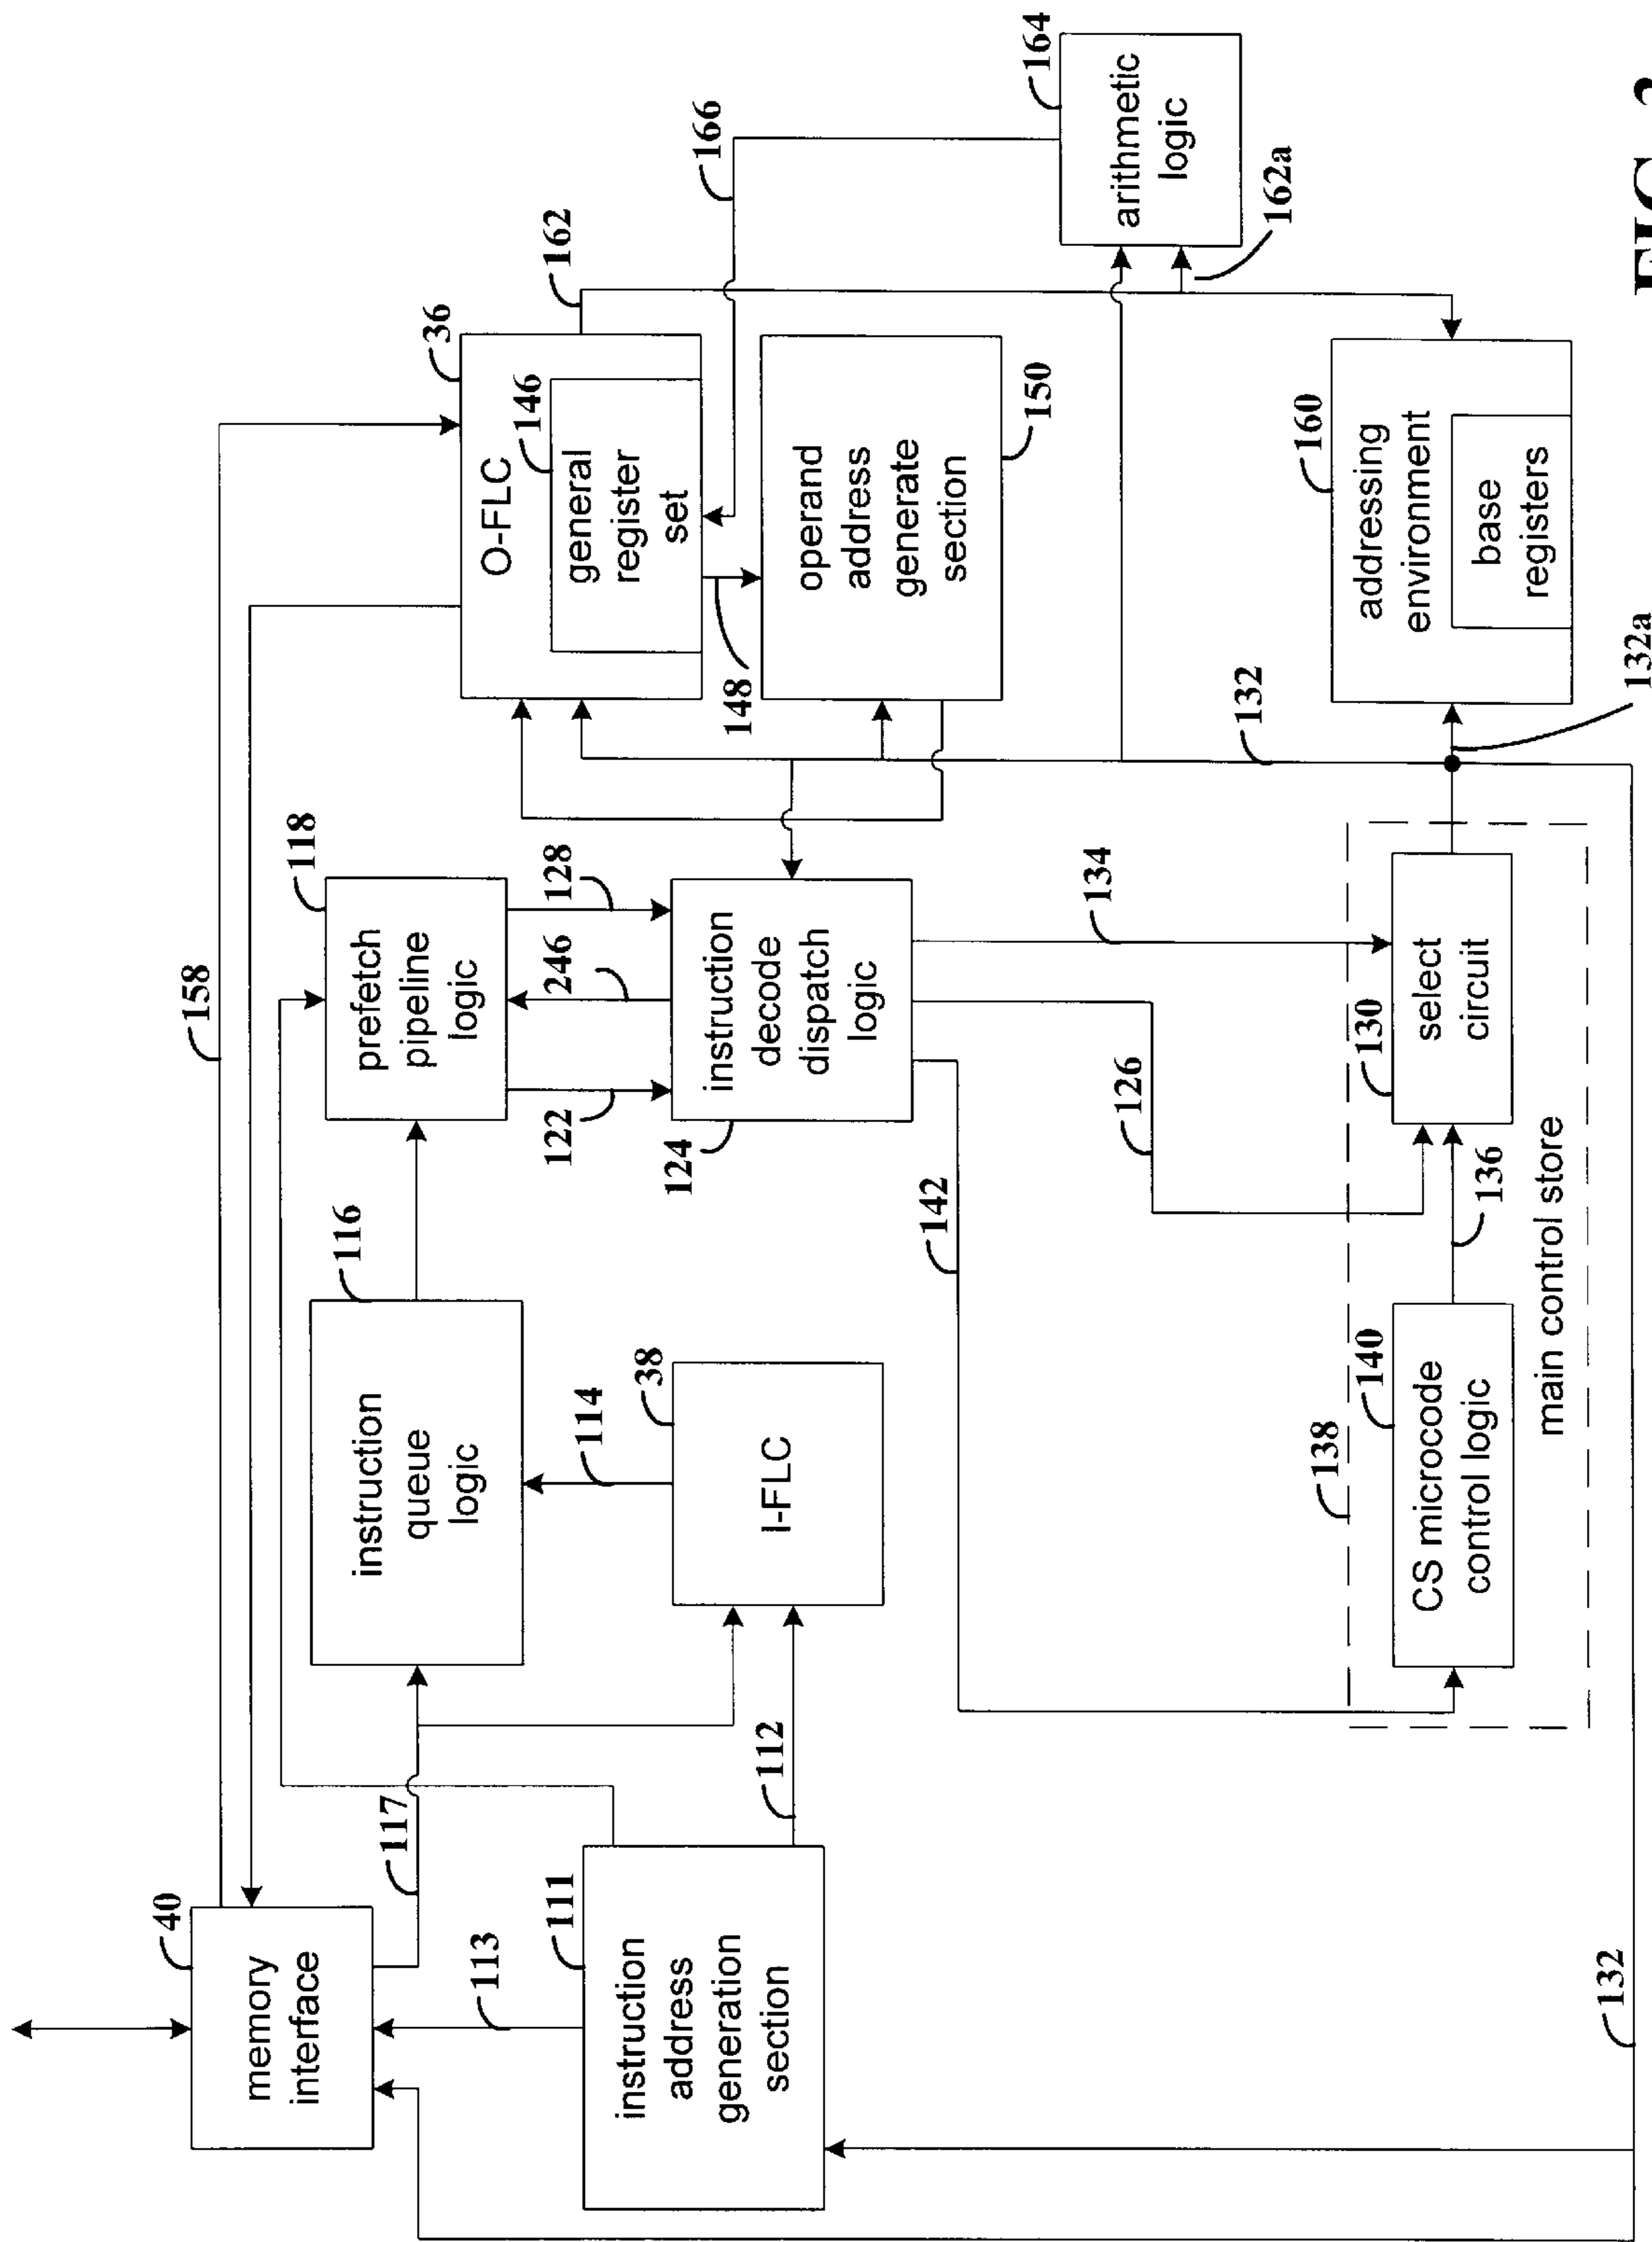 40
memory
interface
158
117
113
111
instruction
address
generation
section
112
116
instruction
queue
logic
114
38
I-FLC
118
prefetch
pipeline
logic
122
246
128
124
instruction
decode
dispatch
logic
142
126
134
36
O-FLC
146
general
register
set
148
operand
address
generate
section
150
162
166
164
arithmetic
logic
162a
132
160
addressing
environment
base
registers
132a
138
140
CS microcode
control logic
136
130
select
circuit
main control store
132
FIG.